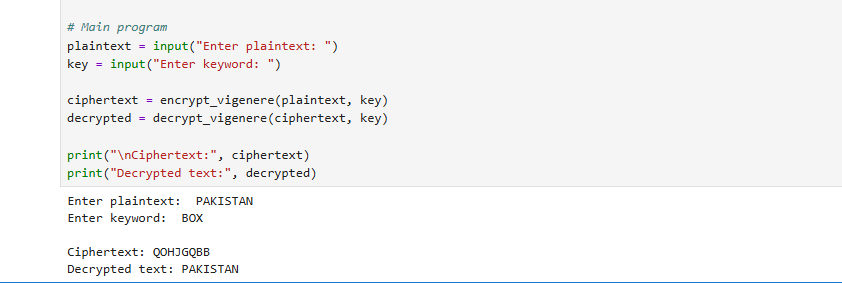 # Main program
plaintext = input("Enter plaintext: ")
key = input("Enter keyword: ")
ciphertext = encrypt_vigenere(plaintext, key)
decrypted = decrypt_vigenere(ciphertext, key)
print("\nCiphertext:", ciphertext)
print("Decrypted text:", decrypted)
Enter plaintext:  PAKISTAN
Enter keyword:  BOX
Ciphertext: QOHJGQBB
Decrypted text: PAKISTAN